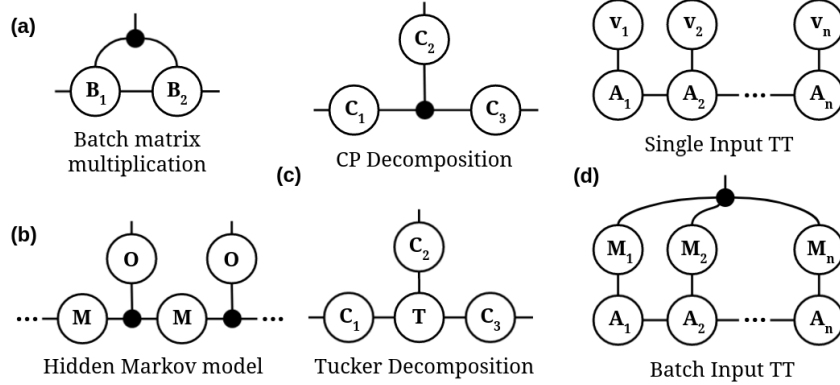 (a)
B₁ B₂
Batch matrix
multiplication
C₂
C₁ C₃
CP Decomposition
v₁ v₂ vₙ
A₁ A₂ ... Aₙ
Single Input TT
(b)
O O
... M M ...
Hidden Markov model
(c)
C₂
C₁ T C₃
Tucker Decomposition
(d)
M₁ M₂ Mₙ
A₁ A₂ ... Aₙ
Batch Input TT